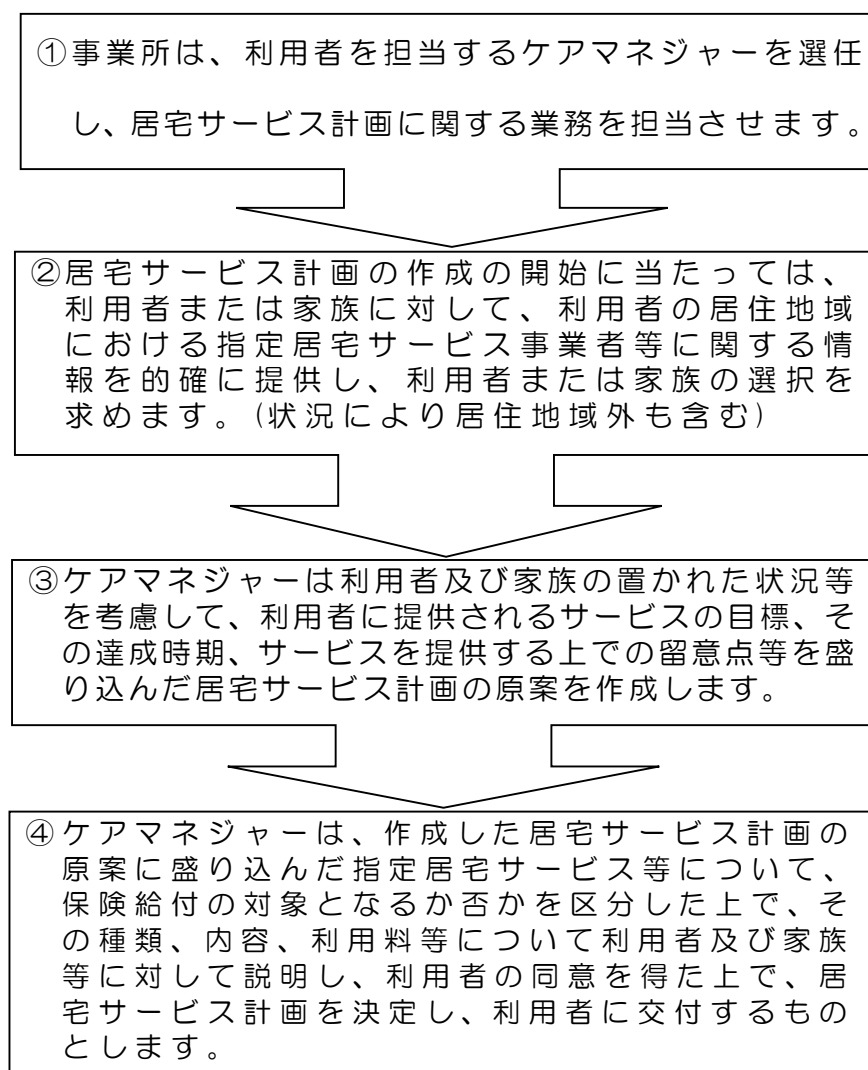 ①事業所は、利用者を担当するケアマネジャーを選任
し、居宅サービス計画に関する業務を担当させます。
②居宅サービス計画の作成の開始に当たっては、
利用者または家族に対して、利用者の居住地域
における指定居宅サービス事業者等に関する情
報を的確に提供し、利用者または家族の選択を
求めます。(状況により居住地域外も含む)
③ケアマネジャーは利用者及び家族の置かれた状況等
を考慮して、利用者に提供されるサービスの目標、そ
の達成時期、サービスを提供する上での留意点等を盛
り込んだ居宅サービス計画の原案を作成します。
④ケアマネジャーは、作成した居宅サービス計画の
原案に盛り込んだ指定居宅サービス等について、
保険給付の対象となるか否かを区分した上で、そ
の種類、内容、利用料等について利用者及び家族
等に対して説明し、利用者の同意を得た上で、居
宅サービス計画を決定し、利用者に交付するもの
とします。